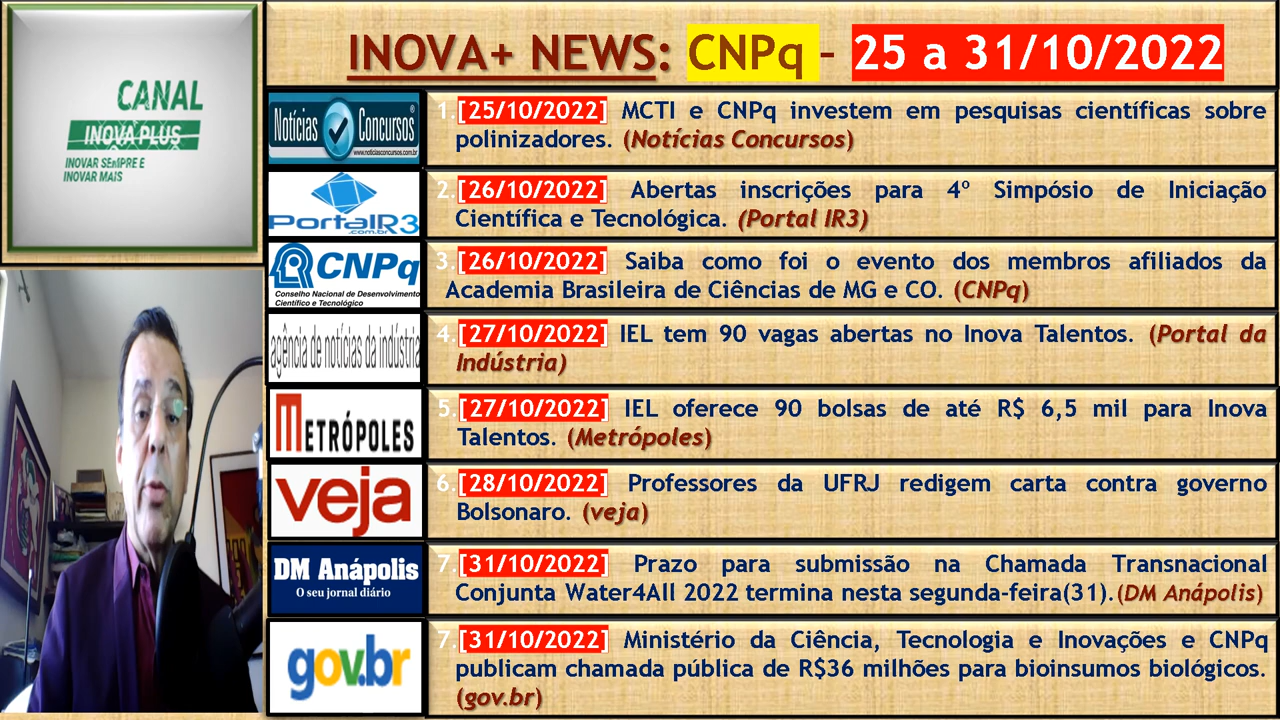 CANAL
INOVA PLUS
INOVAR SEMPRE E
INOVAR MAIS
INOVA+ NEWS: CNPq - 25 a 31/10/2022
Notícias Concursos
www.noticiasconcursos.com.br
1. [25/10/2022] MCTI e CNPq investem em pesquisas científicas sobre
polinizadores. (Notícias Concursos)
PortalR3
.com.br
2. [26/10/2022] Abertas inscrições para 4º Simpósio de Iniciação
Científica e Tecnológica. (Portal IR3)
CNPq
Conselho Nacional de Desenvolvimento
Científico e Tecnológico
3. [26/10/2022] Saiba como foi o evento dos membros afiliados da
Academia Brasileira de Ciências de MG e CO. (CNPq)
agência de notícias da indústria
4. [27/10/2022] IEL tem 90 vagas abertas no Inova Talentos. (Portal da
Indústria)
METRÓPOLES
5. [27/10/2022] IEL oferece 90 bolsas de até R$ 6,5 mil para Inova
Talentos. (Metrópoles)
veja
6. [28/10/2022] Professores da UFRJ redigem carta contra governo
Bolsonaro. (veja)
DM Anápolis
O seu jornal diário
7. [31/10/2022] Prazo para submissão na Chamada Transnacional
Conjunta Water4All 2022 termina nesta segunda-feira(31).(DM Anápolis)
gov.br
7. [31/10/2022] Ministério da Ciência, Tecnologia e Inovações e CNPq
publicam chamada pública de R$36 milhões para bioinsumos biológicos.
(gov.br)